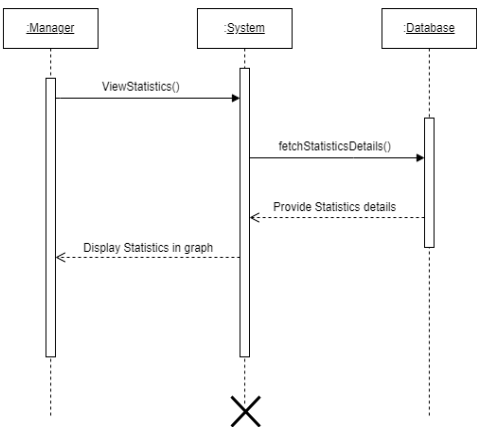 :Manager
:System
:Database
ViewStatistics()
fetchStatisticsDetails()
Provide Statistics details
Display Statistics in graph